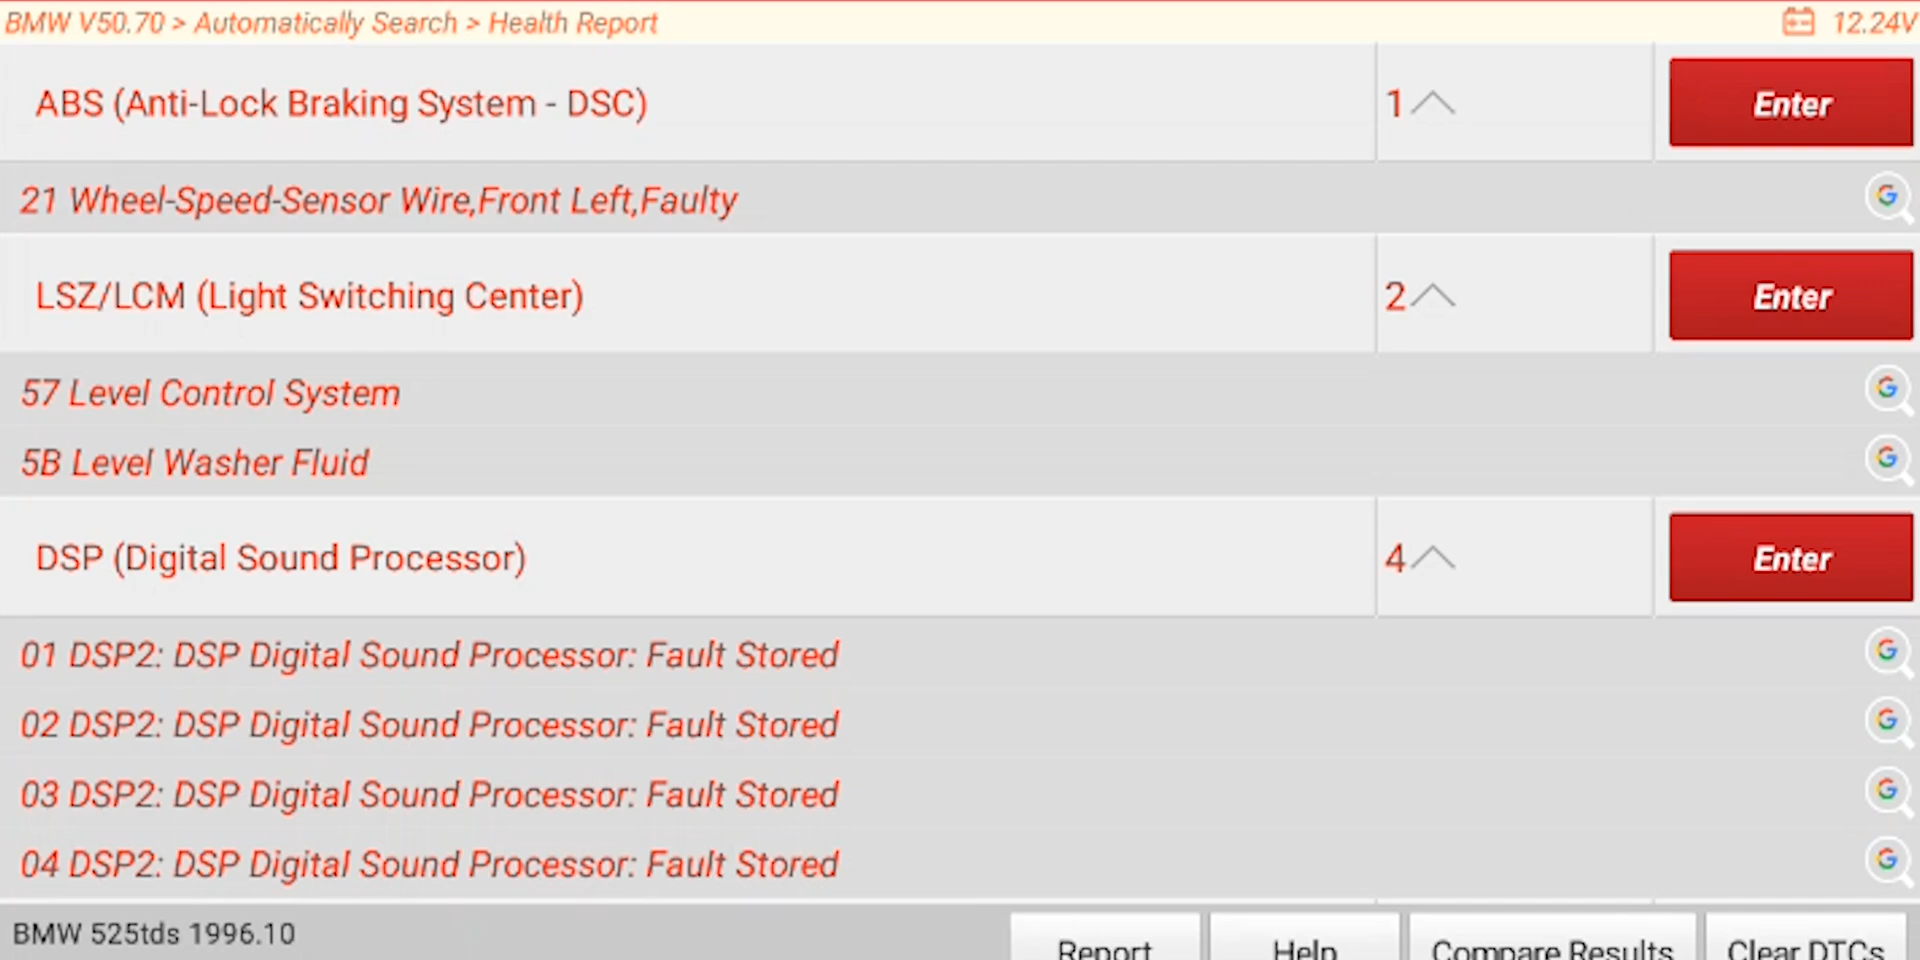 BMW V50.70 > Automatically Search > Health Report
12.24V
ABS (Anti-Lock Braking System - DSC)
1
Enter
21 Wheel-Speed-Sensor Wire,Front Left,Faulty
LSZ/LCM (Light Switching Center)
2
Enter
57 Level Control System
5B Level Washer Fluid
DSP (Digital Sound Processor)
4
Enter
01 DSP2: DSP Digital Sound Processor: Fault Stored
02 DSP2: DSP Digital Sound Processor: Fault Stored
03 DSP2: DSP Digital Sound Processor: Fault Stored
04 DSP2: DSP Digital Sound Processor: Fault Stored
BMW 525tds 1996.10
Report
Help
Compare Results
Clear DTCs